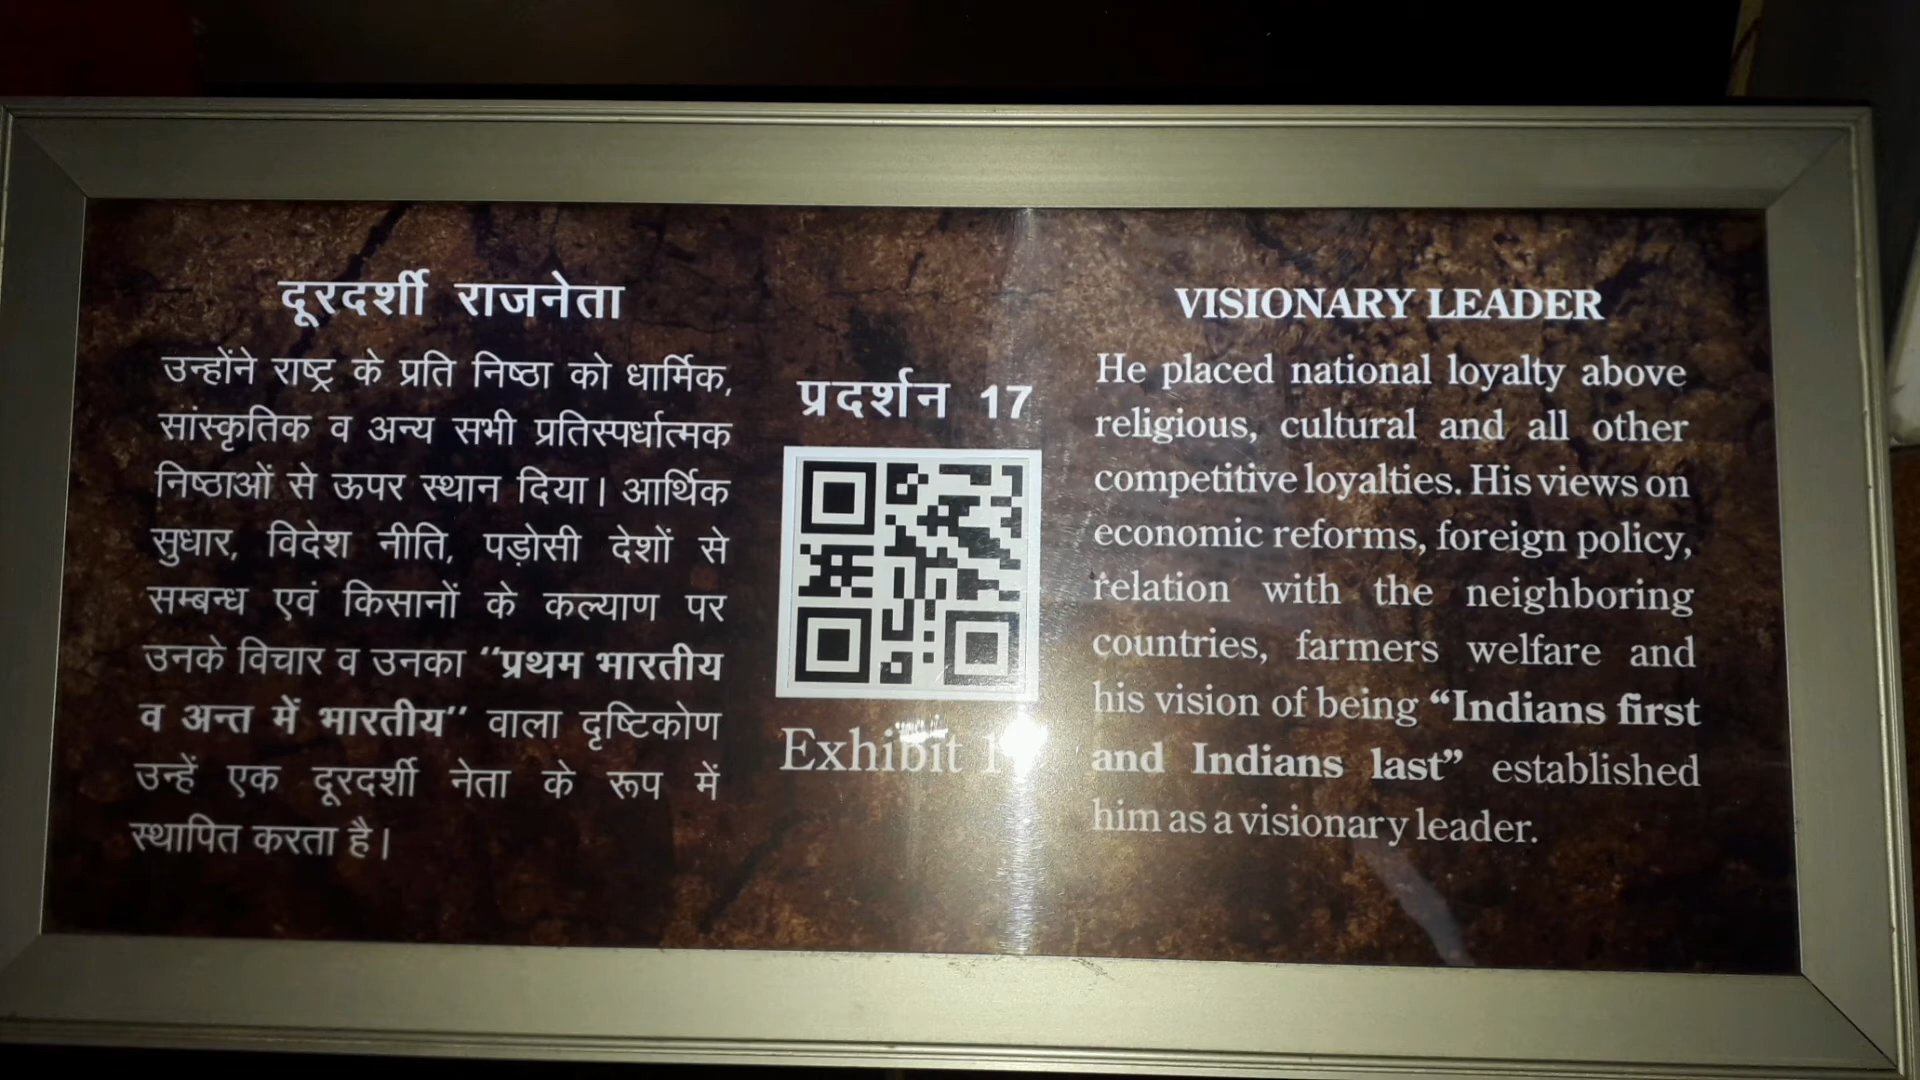 दूरदर्शी राजनेता
उन्होंने राष्ट्र के प्रति निष्ठा को धार्मिक,
सांस्कृतिक व अन्य सभी प्रतिस्पर्धात्मक
निष्ठाओं से ऊपर स्थान दिया। आर्थिक
सुधार, विदेश नीति, पड़ोसी देशों से
सम्बन्ध एवं किसानों के कल्याण पर
उनके विचार व उनका “प्रथम भारतीय
व अन्त में भारतीय” वाला दृष्टिकोण
उन्हें एक दूरदर्शी नेता के रूप में
स्थापित करता है।
प्रदर्शन 17
Exhibit
VISIONARY LEADER
He placed national loyalty above
religious, cultural and all other
competitive loyalties. His views on
economic reforms, foreign policy,
relation with the neighboring
countries, farmers welfare and
his vision of being “Indians first
and Indians last” established
him as a visionary leader.